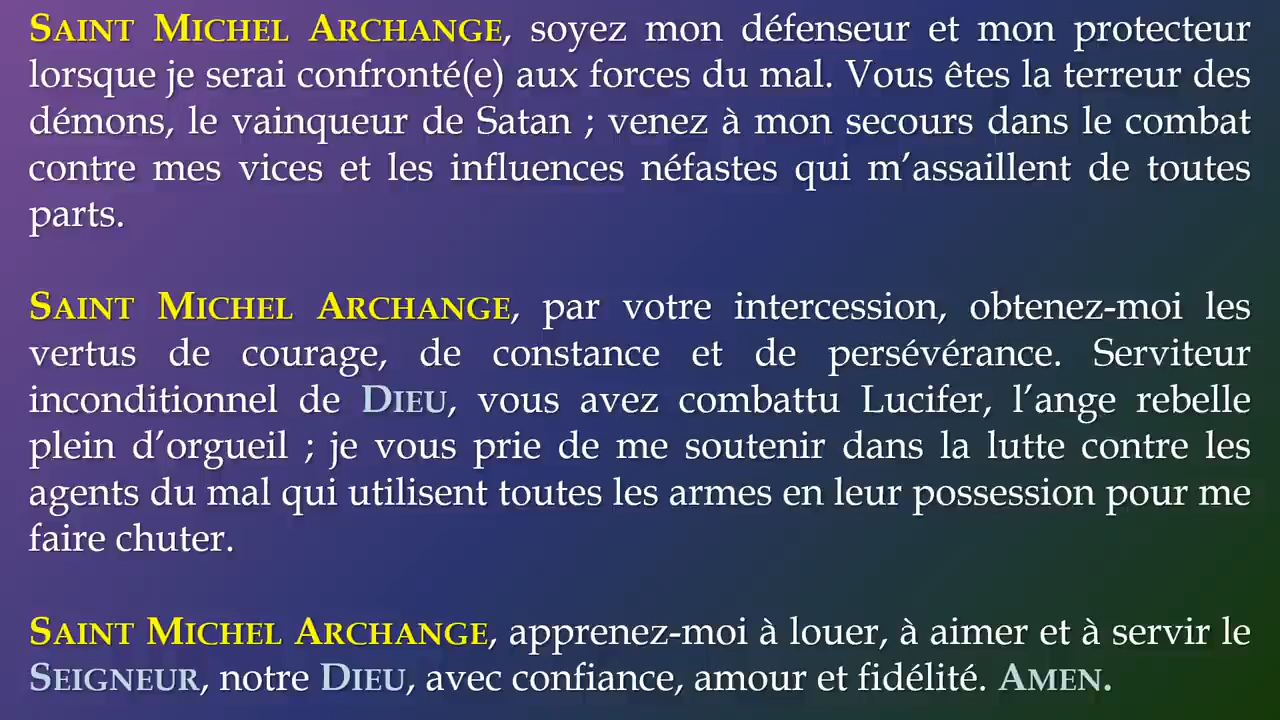 SAINT MICHEL ARCHANGE, soyez mon défenseur et mon protecteur
lorsque je serai confronté(e) aux forces du mal. Vous êtes la terreur des
démons, le vainqueur de Satan ; venez à mon secours dans le combat
contre mes vices et les influences néfastes qui m’assaillent de toutes
parts.
SAINT MICHEL ARCHANGE, par votre intercession, obtenez-moi les
vertus de courage, de constance et de persévérance. Serviteur
inconditionnel de DIEU, vous avez combattu Lucifer, l’ange rebelle
plein d’orgueil ; je vous prie de me soutenir dans la lutte contre les
agents du mal qui utilisent toutes les armes en leur possession pour me
faire chuter.
SAINT MICHEL ARCHANGE, apprenez-moi à louer, à aimer et à servir le
SEIGNEUR, notre DIEU, avec confiance, amour et fidélité. AMEN.